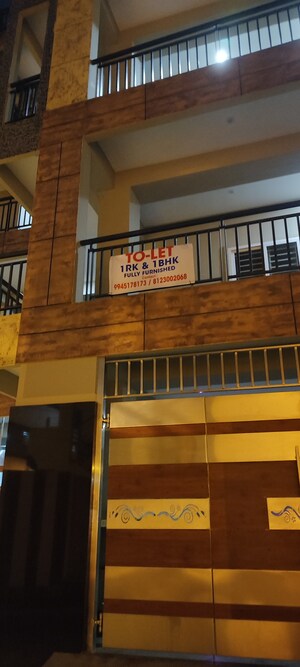 TO-LET
1RK & 1BHK
FULLY FURNISHED
9945178173 / 8123002068